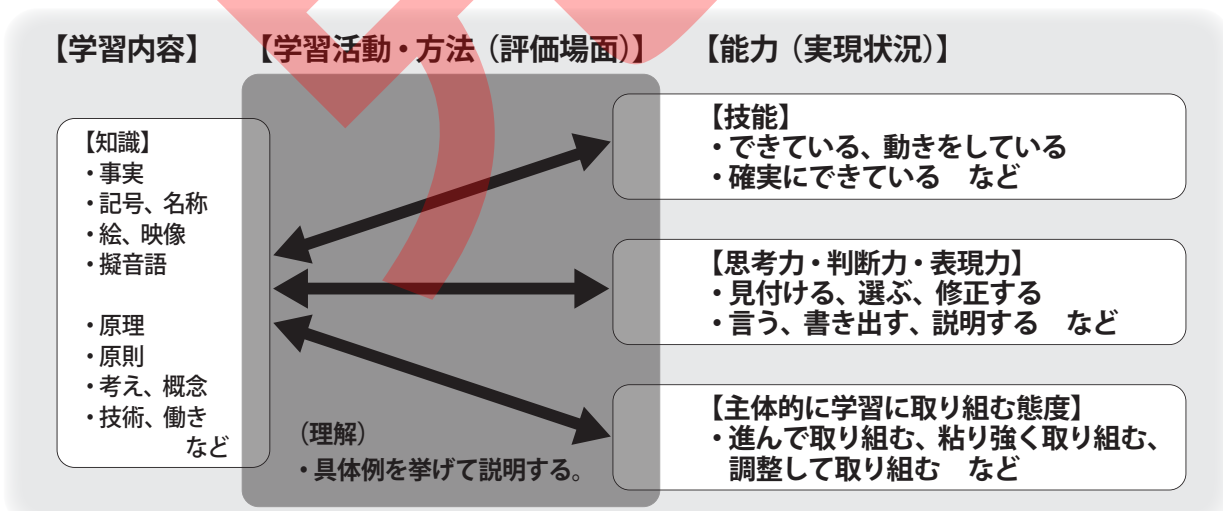 【学習内容】 【学習活動・方法(評価場面)】 【能力(実現状況)】
【知識】
・事実
・記号、名称
・絵、映像
・擬音語
・原理
・原則
・考え、概念
・技術、働き
など
(理解)
・具体例を挙げて説明する。
【技能】
・できている、動きをしている
・確実にできている など
【思考力・判断力・表現力】
・見付ける、選ぶ、修正する
・言う、書き出す、説明する など
【主体的に学習に取り組む態度】
・進んで取り組む、粘り強く取り組む、
調整して取り組む など